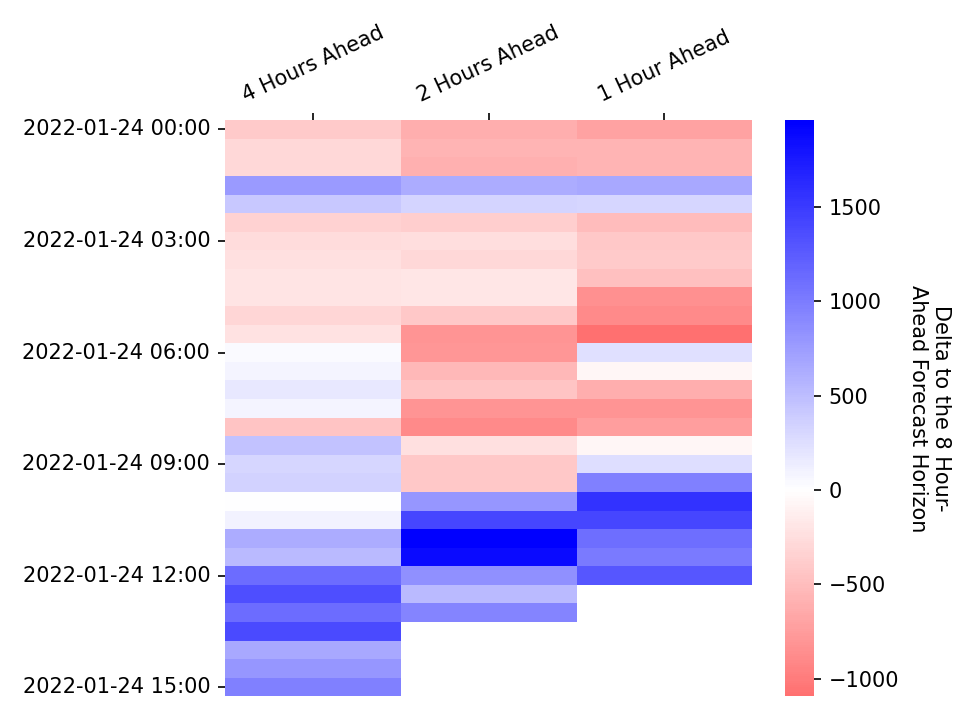 4 Hours Ahead
2 Hours Ahead
1 Hour Ahead
2022-01-24 00:00
2022-01-24 03:00
2022-01-24 06:00
2022-01-24 09:00
2022-01-24 12:00
2022-01-24 15:00
1500
1000
500
0
−500
−1000
Delta to the 8 Hour-
Ahead Forecast Horizon